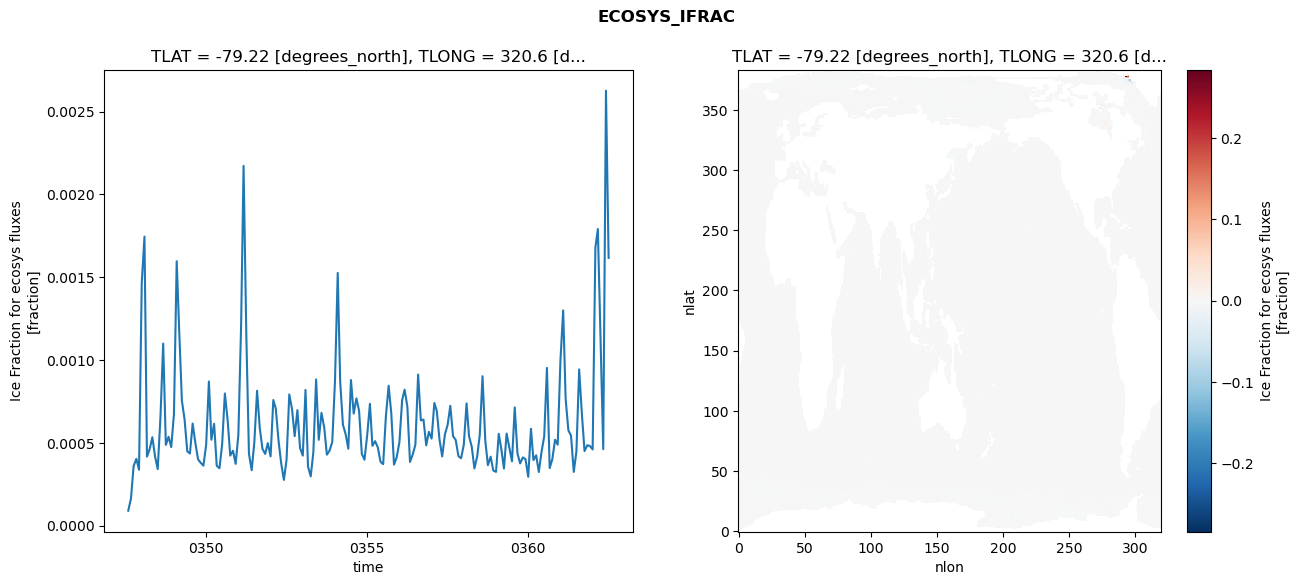 ECOSYS_IFRAC
TLAT = -79.22 [degrees_north], TLONG = 320.6 [d...
Ice Fraction for ecosys fluxes
[fraction]
0.0025
0.0020
0.0015
0.0010
0.0005
0.0000
0350
0355
0360
time
TLAT = -79.22 [degrees_north], TLONG = 320.6 [d...
nlat
350
300
250
200
150
100
50
0
0
50
100
150
200
250
300
nlon
0.2
0.1
0.0
−0.1
−0.2
Ice Fraction for ecosys fluxes
[fraction]